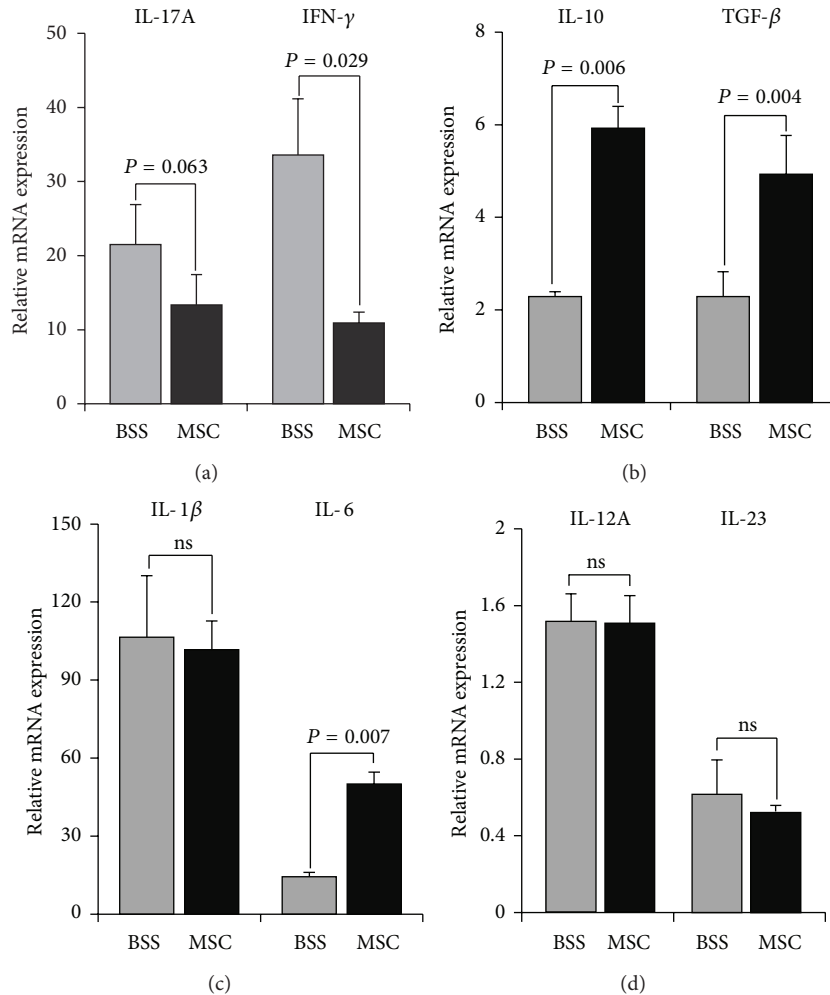 IL-17A IFN-γ
50
40
30
20
10
0
Relative mRNA expression
P = 0.063
P = 0.029
BSS MSC BSS MSC
(a)
IL-10 TGF-β
8
6
4
2
0
Relative mRNA expression
P = 0.006
P = 0.004
BSS MSC BSS MSC
(b)
IL-1β IL-6
150
120
90
60
30
0
Relative mRNA expression
ns
P = 0.007
BSS MSC BSS MSC
(c)
IL-12A IL-23
2
1.6
1.2
0.8
0.4
0
Relative mRNA expression
ns
ns
BSS MSC BSS MSC
(d)